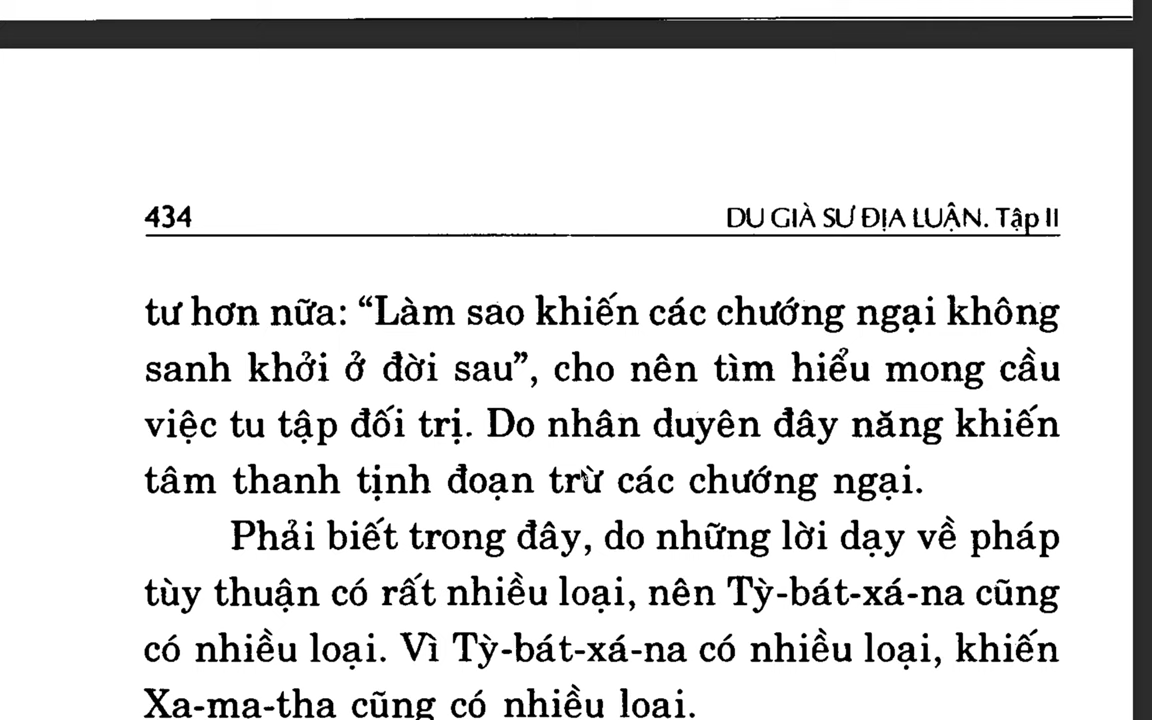 434 DU GIÀ SƯ ĐỊA LUẬN. Tập II
tư hơn nữa: “Làm sao khiến các chướng ngại không
sanh khởi ở đời sau”, cho nên tìm hiểu mong cầu
việc tu tập đối trị. Do nhân duyên đây năng khiến
tâm thanh tịnh đoạn trừ các chướng ngại.
Phải biết trong đây, do những lời dạy về pháp
tùy thuận có rất nhiều loại, nên Tỳ-bát-xá-na cũng
có nhiều loại. Vì Tỳ-bát-xá-na có nhiều loại, khiến
Xa-ma-tha cũng có nhiều loại.